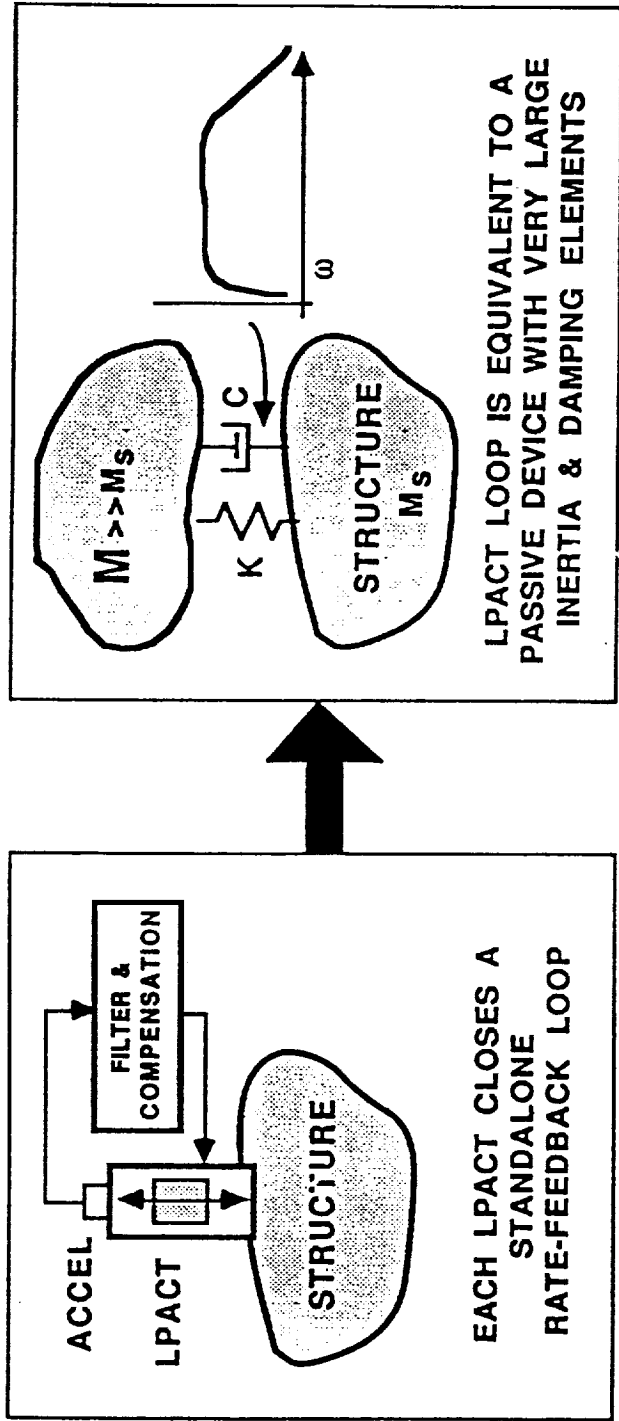 ACCEL
LPACT
FILTER &
COMPENSATION
STRUCTURE
EACH LPACT CLOSES A
STANDALONE
RATE-FEEDBACK LOOP
M >> Ms
K
C
ω
STRUCTURE
Ms
LPACT LOOP IS EQUIVALENT TO A
PASSIVE DEVICE WITH VERY LARGE
INERTIA & DAMPING ELEMENTS